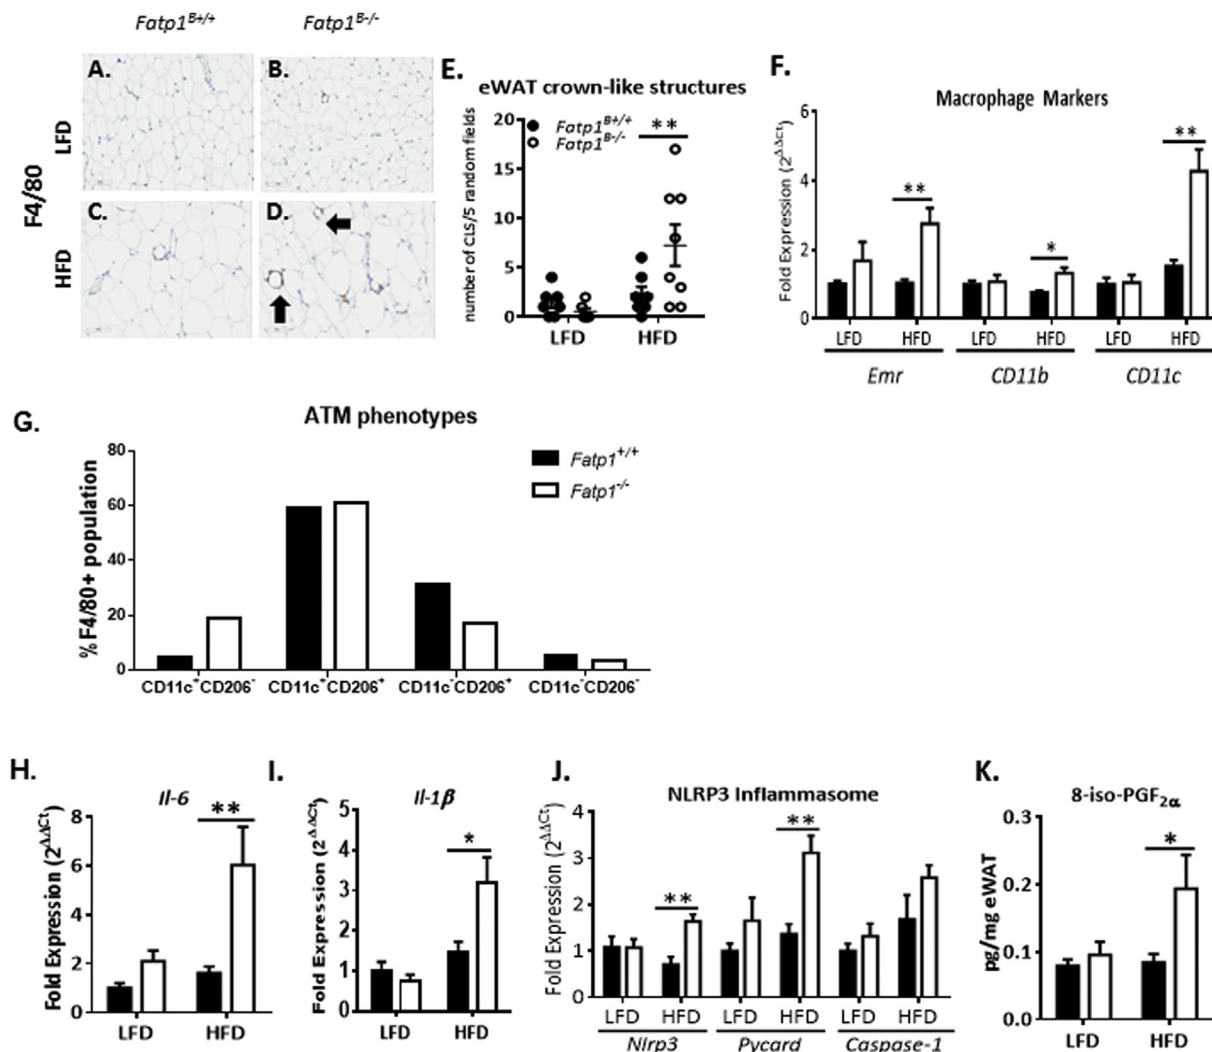 Fatp1B+/+ Fatp1B-/-
LFD
HFD
F4/80
A.
B.
C.
D.
E.
eWAT crown-like structures
number of CLS/5 random fields
20
15
10
5
0
Fatp1B+/+
Fatp1B-/-
**
LFD HFD
F.
Macrophage Markers
Fold Expression (2ΔΔCt)
6
4
2
0
**
*
**
LFD HFD LFD HFD LFD HFD
Emr CD11b CD11c
G.
ATM phenotypes
% F4/80+ population
80
60
40
20
0
Fatp1+/+
Fatp1-/-
CD11c+CD206- CD11c+CD206+ CD11c-CD206+ CD11c-CD206-
H.
Il-6
Fold Expression (2ΔΔCt)
8
6
4
2
0
**
LFD HFD
I.
Il-1β
Fold Expression (2ΔΔCt)
5
4
3
2
1
0
*
LFD HFD
J.
NLRP3 Inflammasome
Fold Expression (2ΔΔCt)
4
3
2
1
0
**
**
LFD HFD LFD HFD LFD HFD
Nlrp3 Pycard Caspase-1
K.
8-iso-PGF2α
pg/mg eWAT
0.3
0.2
0.1
0.0
*
LFD HFD